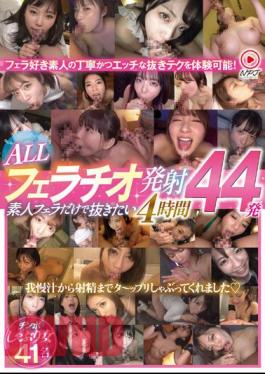 フェラ好き素人の丁寧かつエッチな抜きテクを体験可能!
NPJ
ALL
フェラチオ発射44発
素人フェラだけで抜きたい4時間
我慢汁から射精までターップリしゃぶってくれました♡
41